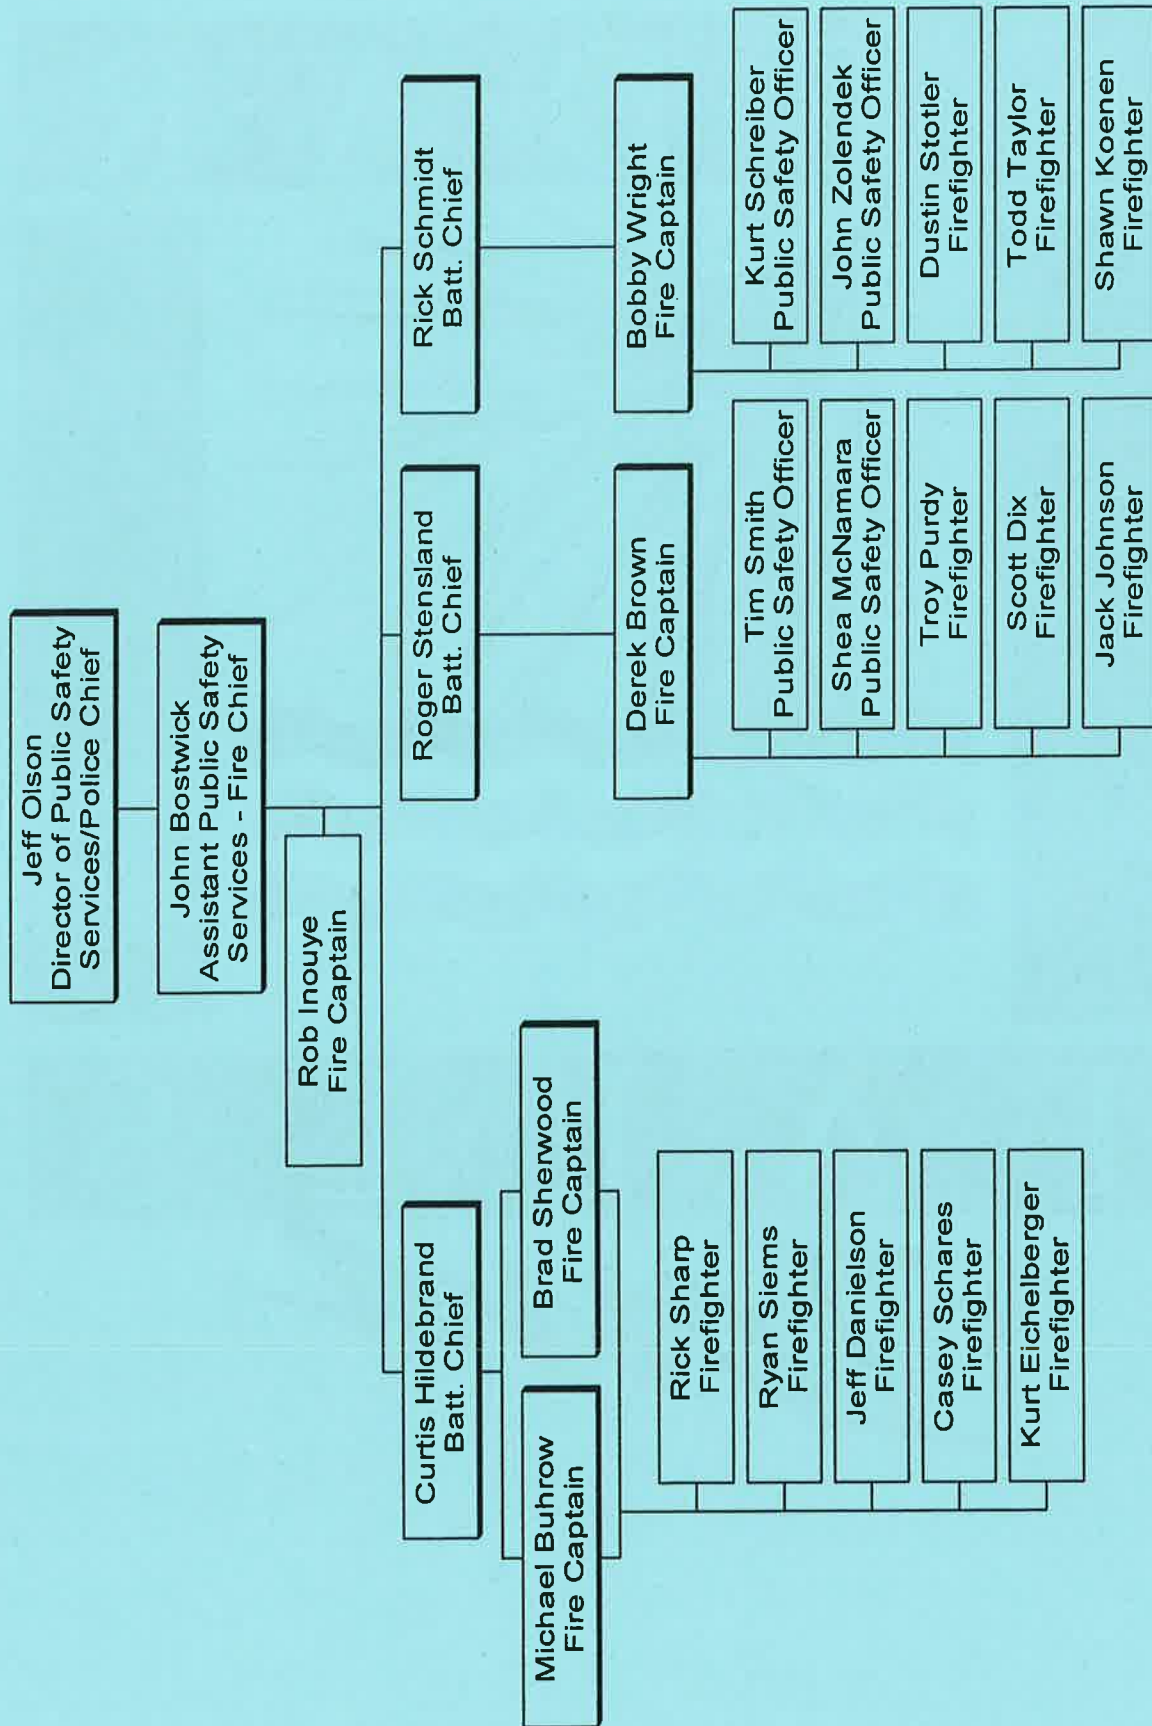 Jeff Olson
Director of Public Safety
Services/Police Chief
John Bostwick
Assistant Public Safety
Services - Fire Chief
Rob Inouye
Fire Captain
Curtis Hildebrand
Batt. Chief
Roger Stensland
Batt. Chief
Rick Schmidt
Batt. Chief
Michael Buhrow
Fire Captain
Brad Sherwood
Fire Captain
Derek Brown
Fire Captain
Bobby Wright
Fire Captain
Rick Sharp
Firefighter
Ryan Siems
Firefighter
Jeff Danielson
Firefighter
Casey Schares
Firefighter
Kurt Eichelberger
Firefighter
Tim Smith
Public Safety Officer
Shea McNamara
Public Safety Officer
Troy Purdy
Firefighter
Scott Dix
Firefighter
Jack Johnson
Firefighter
Kurt Schreiber
Public Safety Officer
John Zolendek
Public Safety Officer
Dustin Stotler
Firefighter
Todd Taylor
Firefighter
Shawn Koenen
Firefighter